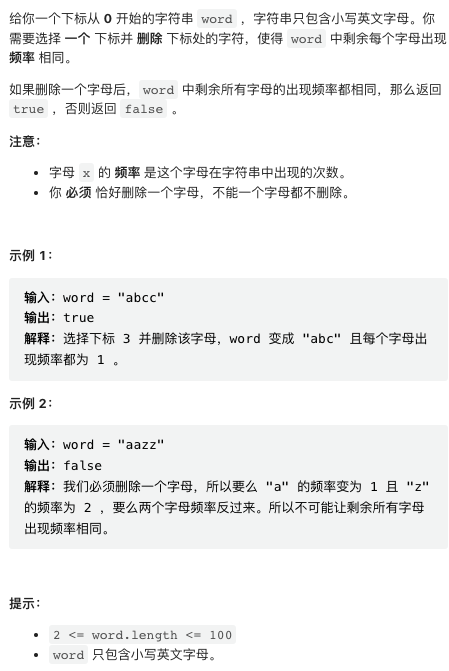 给你一个下标从 0 开始的字符串 word ，字符串只包含小写英文字母。你
需要选择 一个 下标并 删除 下标处的字符，使得 word 中剩余每个字母出现
频率 相同。
如果删除一个字母后， word 中剩余所有字母的出现频率都相同，那么返回
true ，否则返回 false 。
注意：
• 字母 x 的 频率 是这个字母在字符串中出现的次数。
• 你 必须 恰好删除一个字母，不能一个字母都不删除。
示例 1：
输入：word = "abcc"
输出：true
解释：选择下标 3 并删除该字母，word 变成 "abc" 且每个字母出
现频率都为 1 。
示例 2：
输入：word = "aazz"
输出：false
解释：我们必须删除一个字母，所以要么 "a" 的频率变为 1 且 "z"
的频率为 2 ，要么两个字母频率反过来。所以不可能让剩余所有字母
出现频率相同。
提示：
• 2 <= word.length <= 100
• word 只包含小写英文字母。